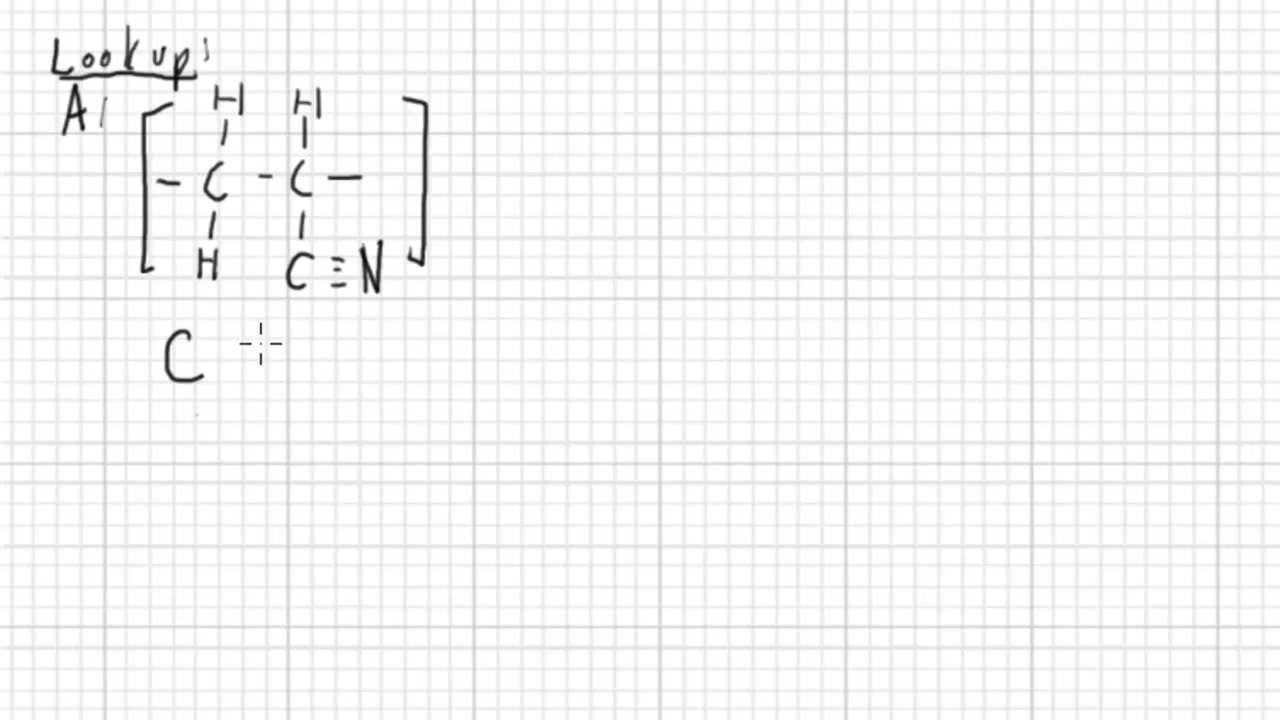 Lookup:
A:
H H
- C - C -
H C≡N
C